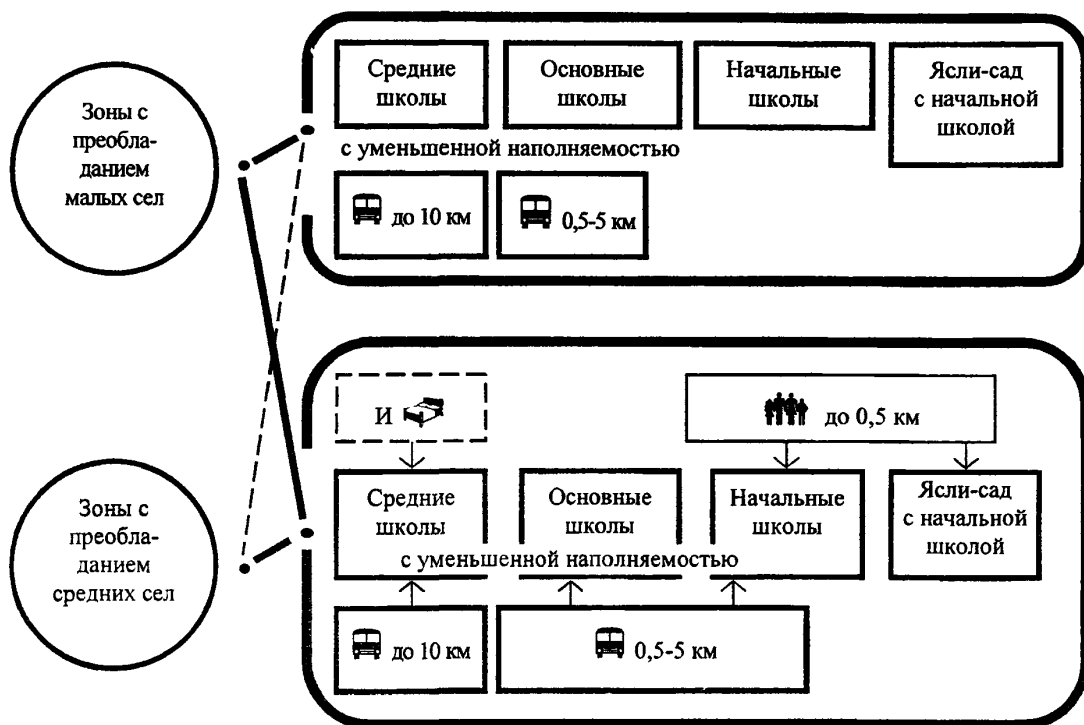 Зоны с
преобла-
данием
малых сел
Средние
школы
Основные
школы
Начальные
школы
Ясли-сад
с начальной
школой
с уменьшенной наполняемостью
до 10 км
0,5-5 км
Зоны с
преобла-
данием
средних сел
И
до 0,5 км
Средние
школы
Основные
школы
Начальные
школы
Ясли-сад
с начальной
школой
с уменьшенной наполняемостью
до 10 км
0,5-5 км